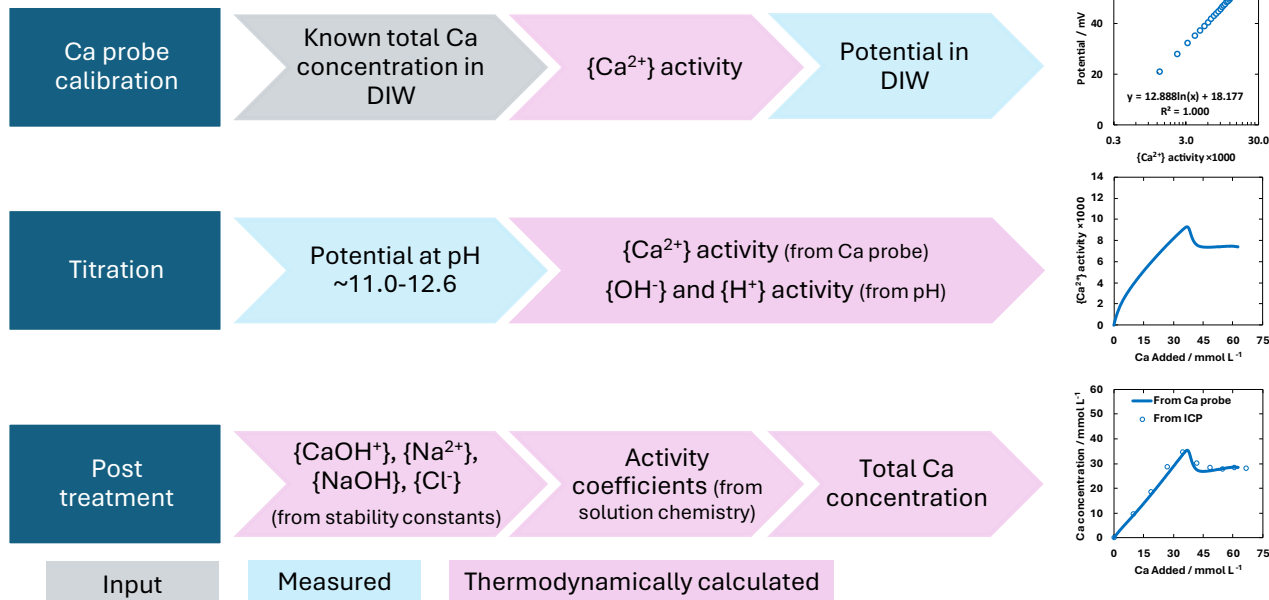 Ca probe
calibration
Known total Ca
concentration in
DIW
{Ca²⁺} activity
Potential in
DIW
Potential / mV
40
20
0
y = 12.888ln(x) + 18.177
R² = 1.000
0.3 3.0 30.0
{Ca²⁺} activity ×1000
Titration
Potential at pH
~11.0-12.6
{Ca²⁺} activity (from Ca probe)
{OH⁻} and {H⁺} activity (from pH)
{Ca²⁺} activity ×1000
14
12
10
8
6
4
2
0
0 15 30 45 60 75
Ca Added / mmol L⁻¹
Post
treatment
{CaOH⁺}, {Na²⁺},
{NaOH}, {Cl⁻}
(from stability constants)
Activity
coefficients (from
solution chemistry)
Total Ca
concentration
Ca concentration / mmol L⁻¹
60
50
40
30
20
10
0
From Ca probe
From ICP
0 15 30 45 60 75
Ca Added / mmol L⁻¹
Input
Measured
Thermodynamically calculated